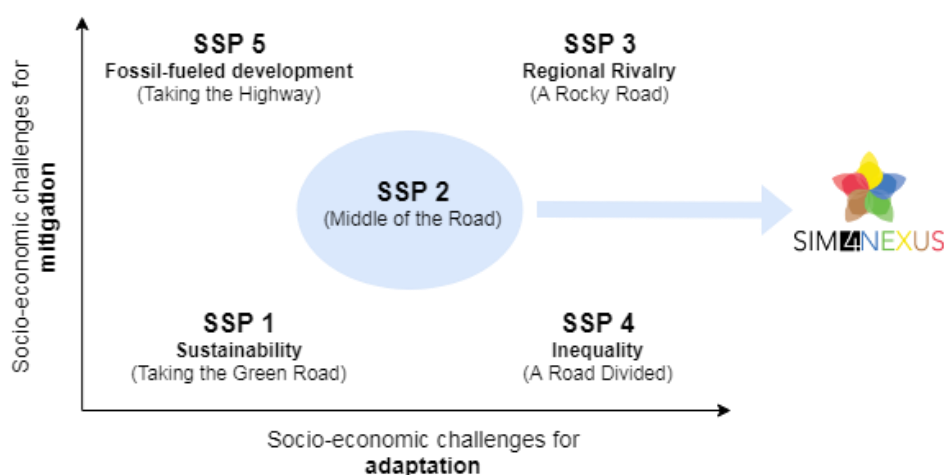 SSP 5
Fossil-fueled development
(Taking the Highway)
SSP 3
Regional Rivalry
(A Rocky Road)
SSP 2
(Middle of the Road)
SIM4NEXUS
SSP 1
Sustainability
(Taking the Green Road)
SSP 4
Inequality
(A Road Divided)
Socio-economic challenges for
mitigation
Socio-economic challenges for
adaptation